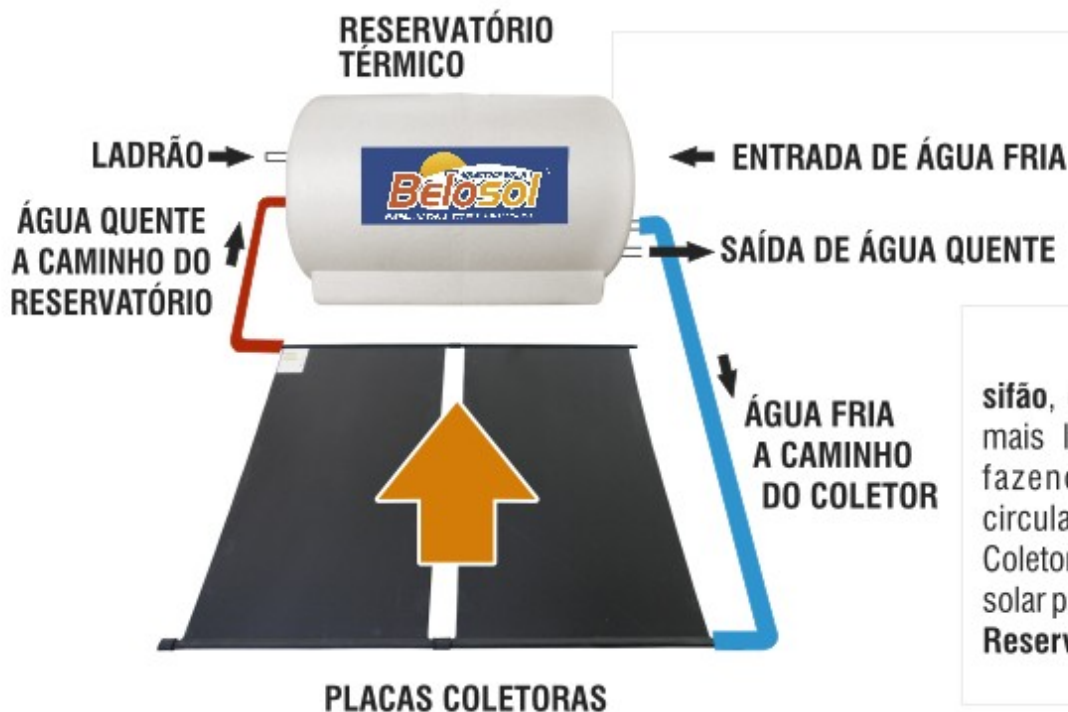 RESERVATÓRIO
TÉRMICO
LADRÃO
ENTRADA DE ÁGUA FRIA
Belosol
ÁGUA QUENTE
A CAMINHO DO
RESERVATÓRIO
SAÍDA DE ÁGUA QUENTE
ÁGUA FRIA
A CAMINHO
DO COLETOR
sifão,
mais
circula
Coletor
solar p
Reserv
PLACAS COLETORAS